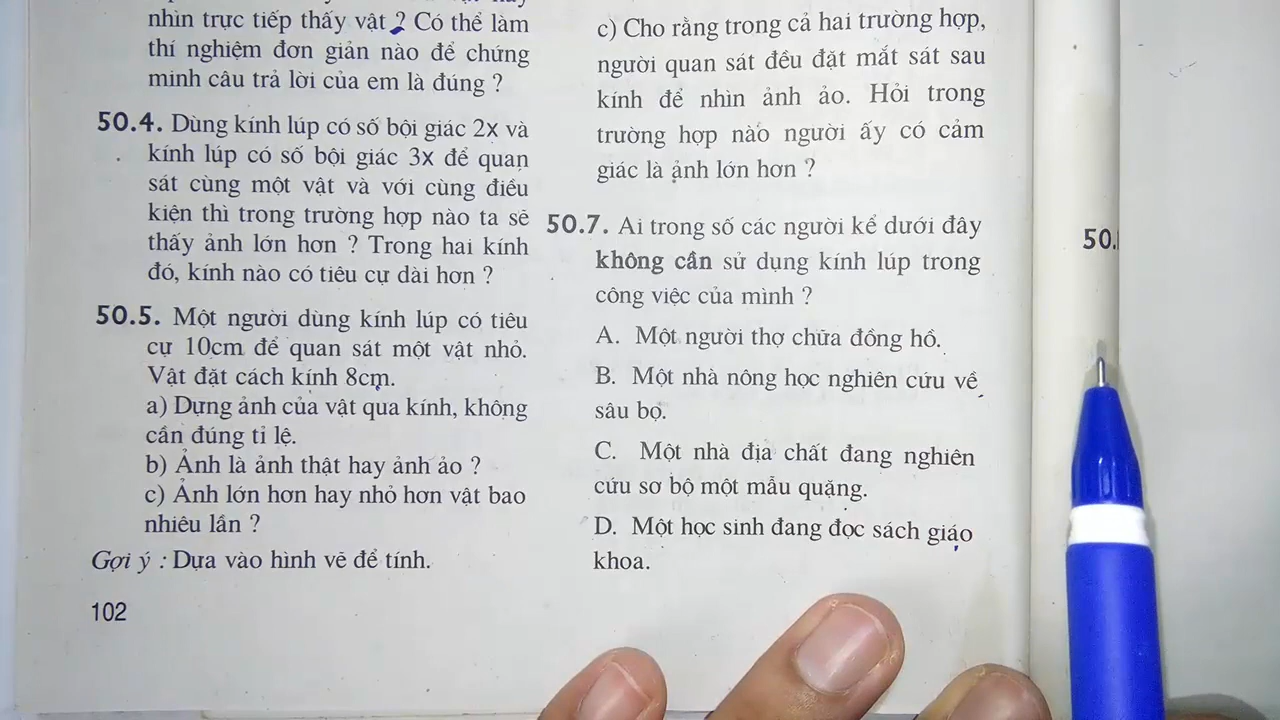 nhìn trực tiếp thấy vật ? Có thể làm
thí nghiệm đơn giản nào để chứng
minh câu trả lời của em là đúng ?
50.4. Dùng kính lúp có số bội giác 2x và
kính lúp có số bội giác 3x để quan
sát cùng một vật và với cùng điều
kiện thì trong trường hợp nào ta sẽ
thấy ảnh lớn hơn ? Trong hai kính
đó, kính nào có tiêu cự dài hơn ?
50.5. Một người dùng kính lúp có tiêu
cự 10cm để quan sát một vật nhỏ.
Vật đặt cách kính 8cm.
a) Dựng ảnh của vật qua kính, không
cần đúng tỉ lệ.
b) Ảnh là ảnh thật hay ảnh ảo ?
c) Ảnh lớn hơn hay nhỏ hơn vật bao
nhiêu lần ?
Gợi ý : Dựa vào hình vẽ để tính.
102
c) Cho rằng trong cả hai trường hợp,
người quan sát đều đặt mắt sát sau
kính để nhìn ảnh ảo. Hỏi trong
trường hợp nào người ấy có cảm
giác là ảnh lớn hơn ?
50.7. Ai trong số các người kể dưới đây
không cần sử dụng kính lúp trong
công việc của mình ?
A. Một người thợ chữa đồng hồ.
B. Một nhà nông học nghiên cứu về
sâu bọ.
C. Một nhà địa chất đang nghiên
cứu sơ bộ một mẫu quặng.
D. Một học sinh đang đọc sách giáo
khoa.
50.